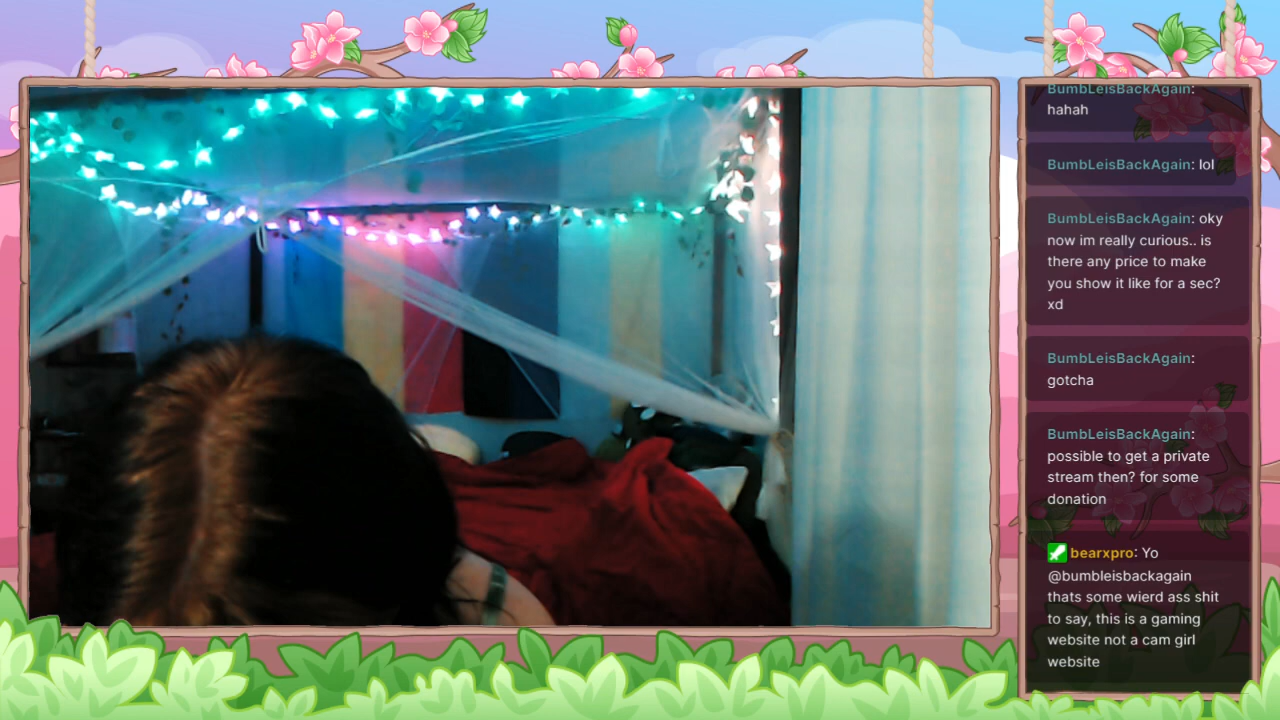 BumbLeisBackAgain:
hahah
BumbLeisBackAgain: lol
BumbLeisBackAgain: oky
now im really curious.. is
there any price to make
you show it like for a sec?
xd
BumbLeisBackAgain:
gotcha
BumbLeisBackAgain:
possible to get a private
stream then? for some
donation
bearxpro: Yo
@bumbleisbackagain
thats some wierd ass shit
to say, this is a gaming
website not a cam girl
website